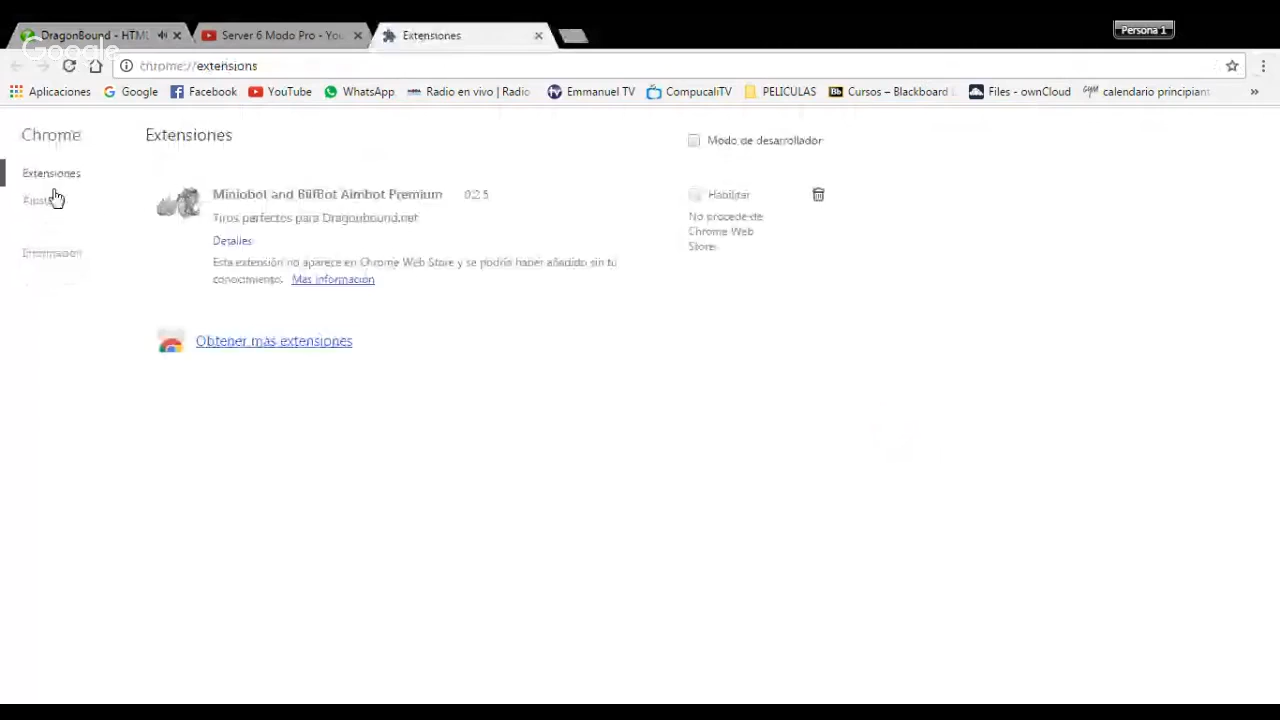 DragonBound - HTML
Server 6 Modo Pro - You
Extensiones
Persona 1
Google
chrome://extensions
Aplicaciones
Google
Facebook
YouTube
WhatsApp
Radio en vivo | Radio
Emmanuel TV
CompucaliTV
PELICULAS
Cursos – Blackboard L
Files - ownCloud
calendario principiant
»
Chrome
Extensiones
Información
Extensiones
Modo de desarrollador
Aimbot Premium 0.2.5
Tiros perfectos para Dragonbound.net
Detalles
Esta extensión no aparece en Chrome Web Store y se podría haber añadido sin tu
conocimiento. Más información
Habilitar
No procede de
Chrome Web
Store.
Obtener más extensiones